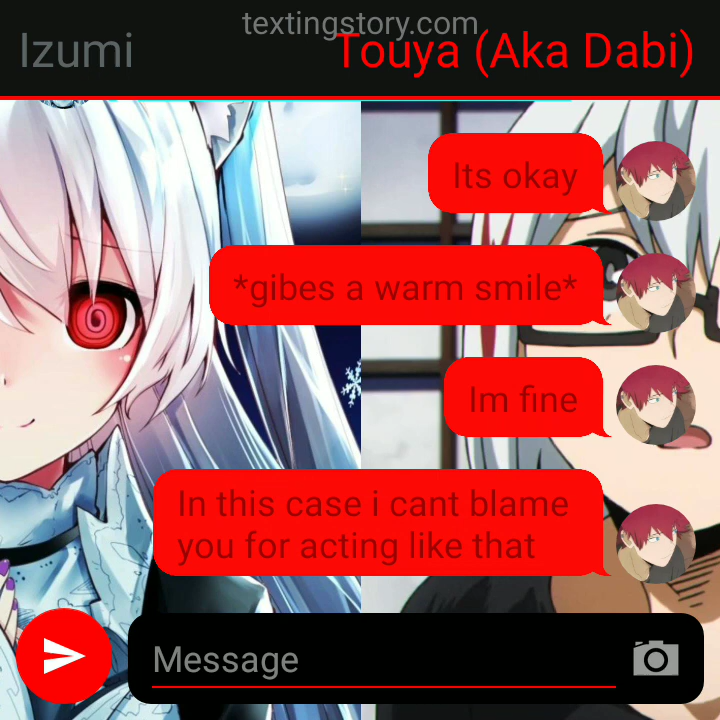 textingstory.com
Izumi
Touya (Aka Dabi)
Its okay
*gibes a warm smile*
Im fine
In this case i cant blame
you for acting like that
Message